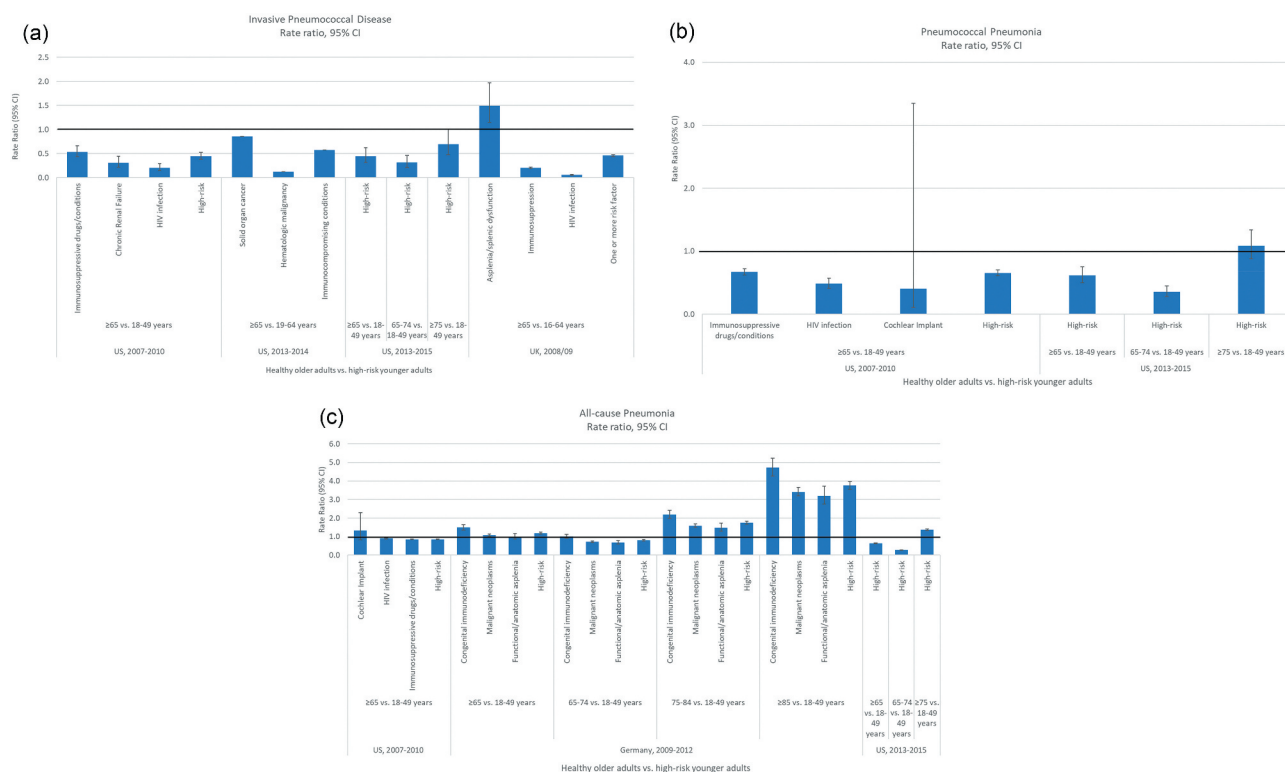 (a)
Invasive Pneumococcal Disease
Rate ratio, 95% CI
Rate Ratio (95% CI)
2.5
2.0
1.5
1.0
0.5
0.0
Immunosuppressive drugs/conditions
Chronic Renal Failure
HIV infection
High-risk
Solid organ cancer
Hematologic malignancy
Immunocompromising conditions
High-risk
High-risk
High-risk
Asplenia/splenic dysfunction
Immunosuppression
HIV infection
One or more risk factor
≥65 vs. 18-49 years
≥65 vs. 19-64 years
≥65 vs. 18-
49 years
65-74 vs.
18-49 years
≥75 vs. 18-
49 years
≥65 vs. 16-64 years
US, 2007-2010
US, 2013-2014
US, 2013-2015
UK, 2008/09
Healthy older adults vs. high-risk younger adults
(b)
Pneumococcal Pneumonia
Rate ratio, 95% CI
Rate Ratio (95% CI)
4.0
3.0
2.0
1.0
0.0
Immunosuppressive
drugs/conditions
HIV infection
Cochlear Implant
High-risk
High-risk
High-risk
High-risk
≥65 vs. 18-49 years
≥65 vs. 18-49 years
65-74 vs. 18-49 years
≥75 vs. 18-49 years
US, 2007-2010
US, 2013-2015
Healthy older adults vs. high-risk younger adults
(c)
All-cause Pneumonia
Rate ratio, 95% CI
Rate Ratio (95% CI)
6.0
5.0
4.0
3.0
2.0
1.0
0.0
Cochlear Implant
HIV infection
Immunosuppressive drugs/conditions
High-risk
Congenital immunodeficiency
Malignant neoplasms
Functional/anatomic asplenia
High-risk
Congenital immunodeficiency
Malignant neoplasms
Functional/anatomic asplenia
High-risk
Congenital immunodeficiency
Malignant neoplasms
Functional/anatomic asplenia
High-risk
Congenital immunodeficiency
Malignant neoplasms
Functional/anatomic asplenia
High-risk
High-risk
High-risk
High-risk
≥65 vs. 18-49 years
≥65 vs. 18-49 years
65-74 vs. 18-49 years
75-84 vs. 18-49 years
≥85 vs. 18-49 years
≥65 vs. 18-
49 years
65-74 vs. 18-
49 years
≥75 vs. 18-49
years
US, 2007-2010
Germany, 2009-2012
US, 2013-2015
Healthy older adults vs. high-risk younger adults